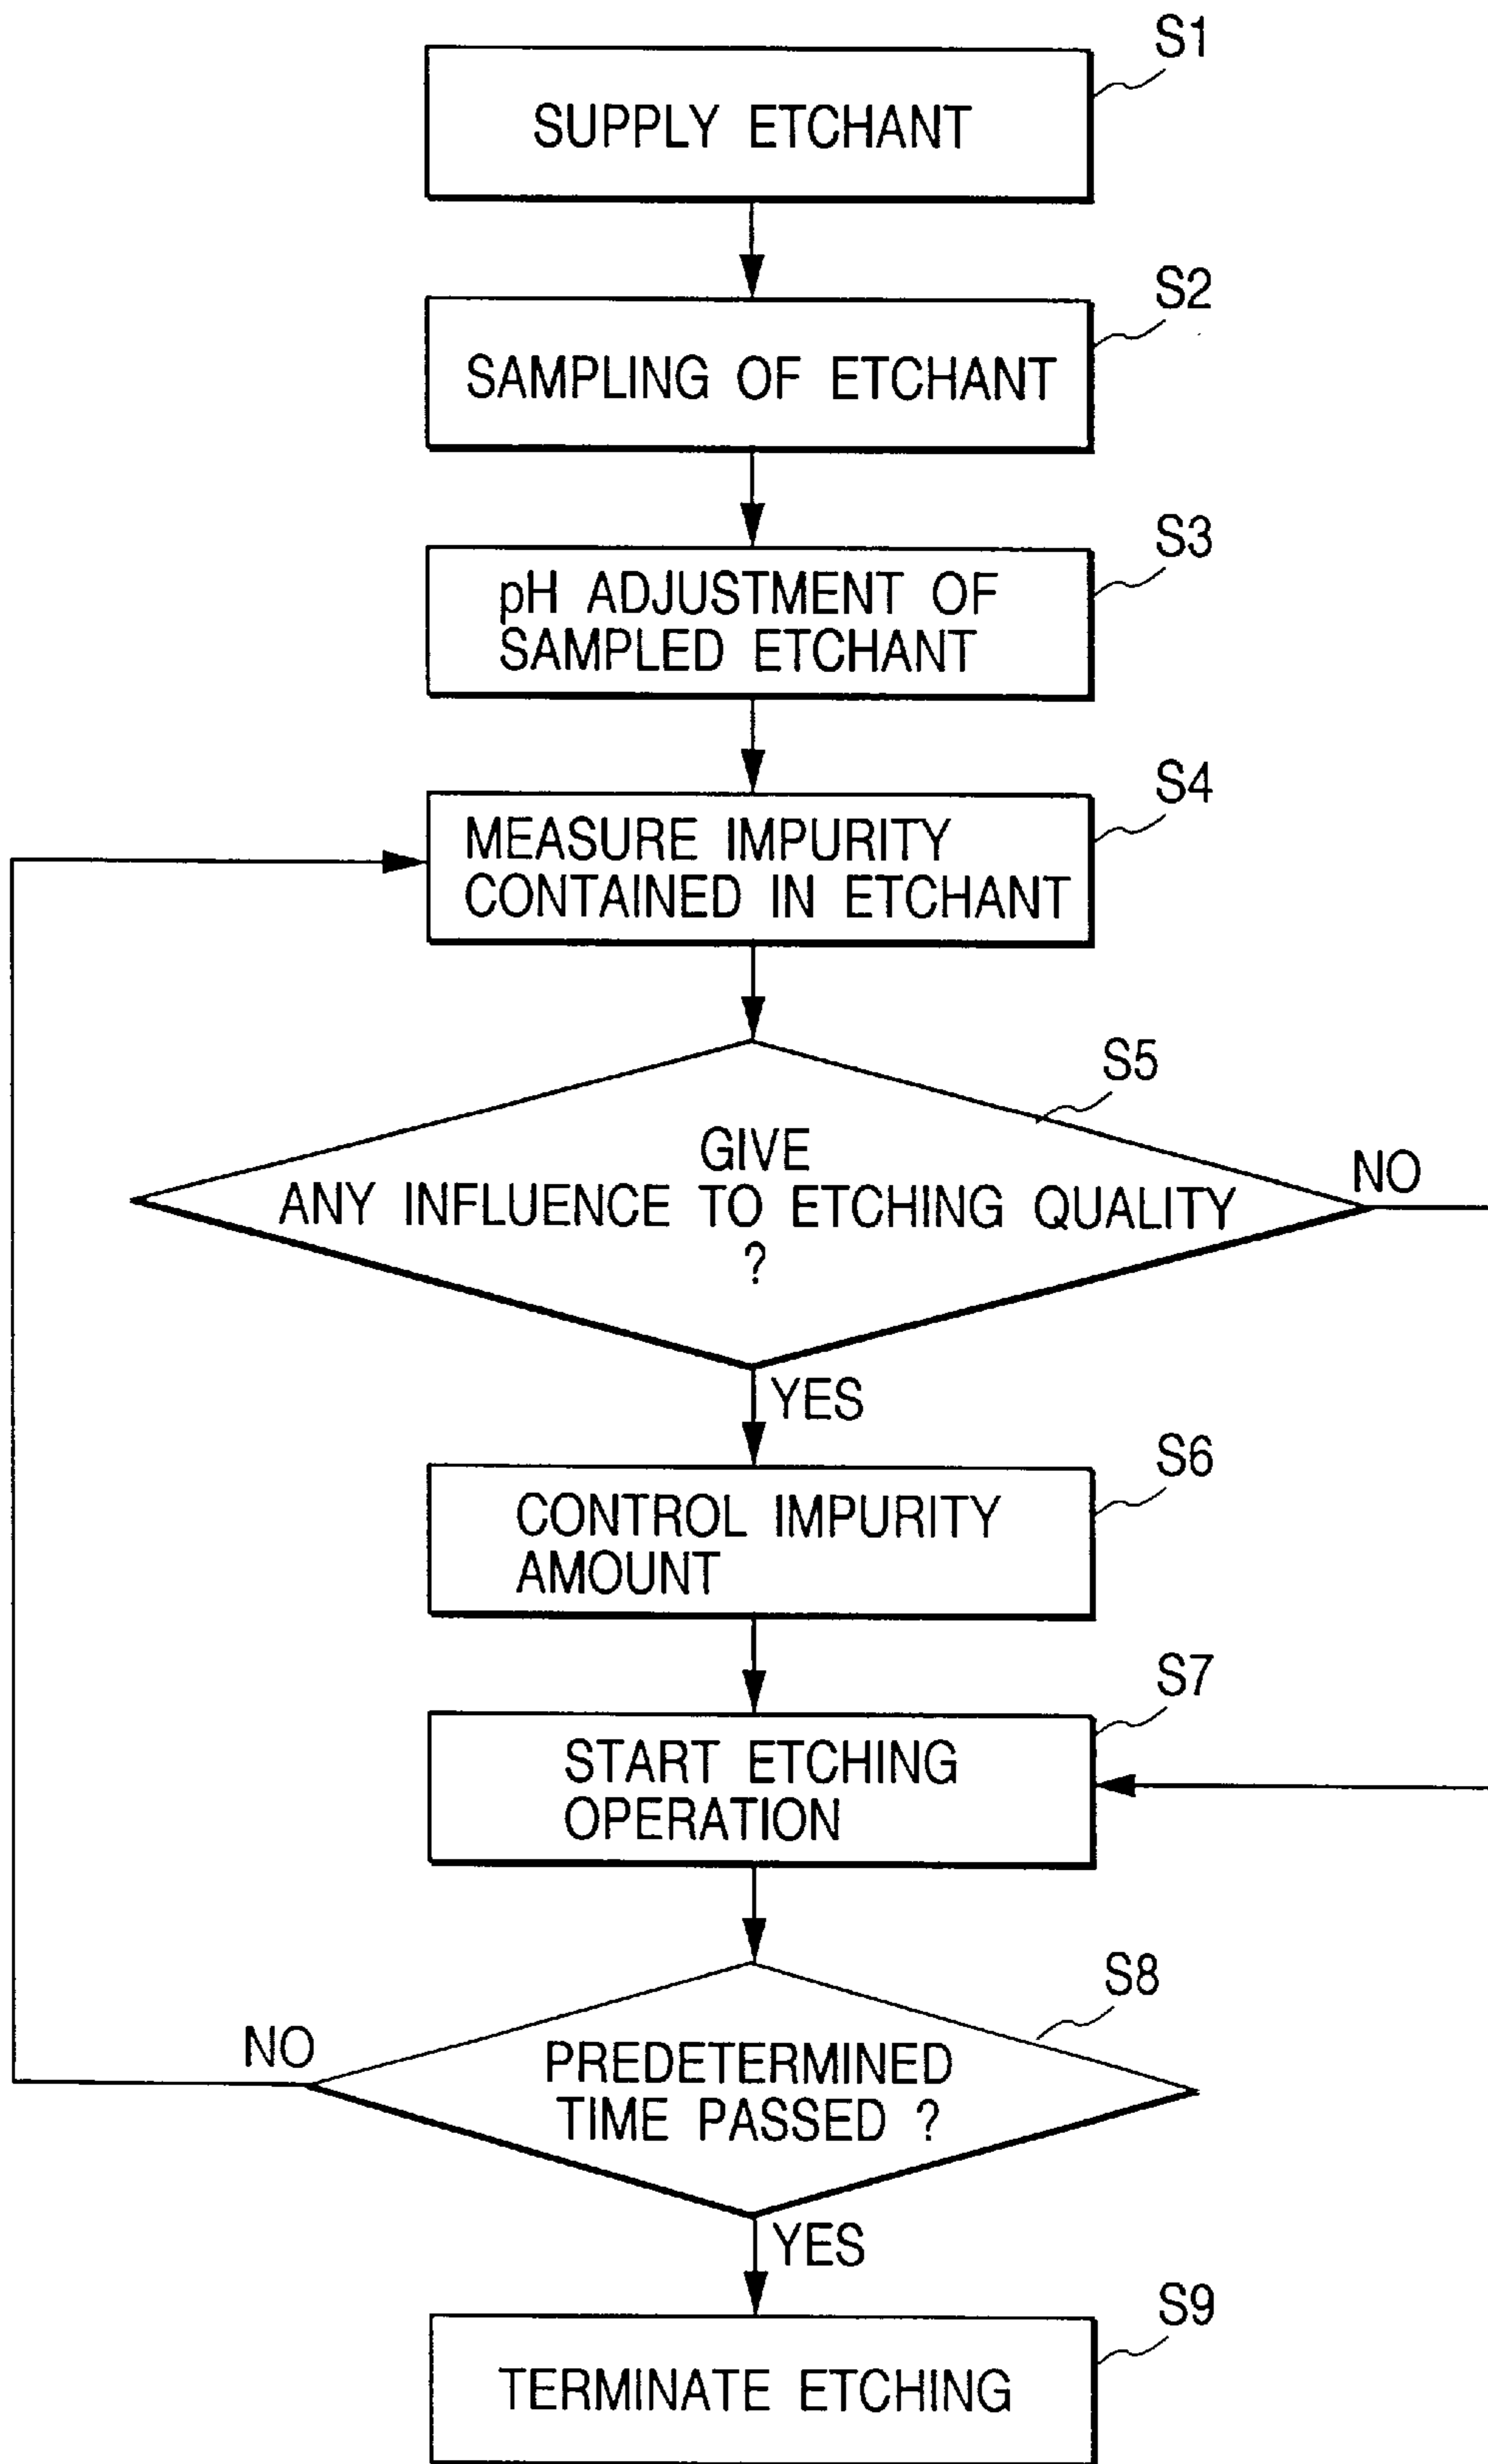 S1
SUPPLY ETCHANT
S2
SAMPLING OF ETCHANT
S3
pH ADJUSTMENT OF
SAMPLED ETCHANT
S4
MEASURE IMPURITY
CONTAINED IN ETCHANT
S5
GIVE
ANY INFLUENCE TO ETCHING QUALITY
?
NO
YES
S6
CONTROL IMPURITY
AMOUNT
S7
START ETCHING
OPERATION
S8
PREDETERMINED
TIME PASSED ?
NO
YES
S9
TERMINATE ETCHING